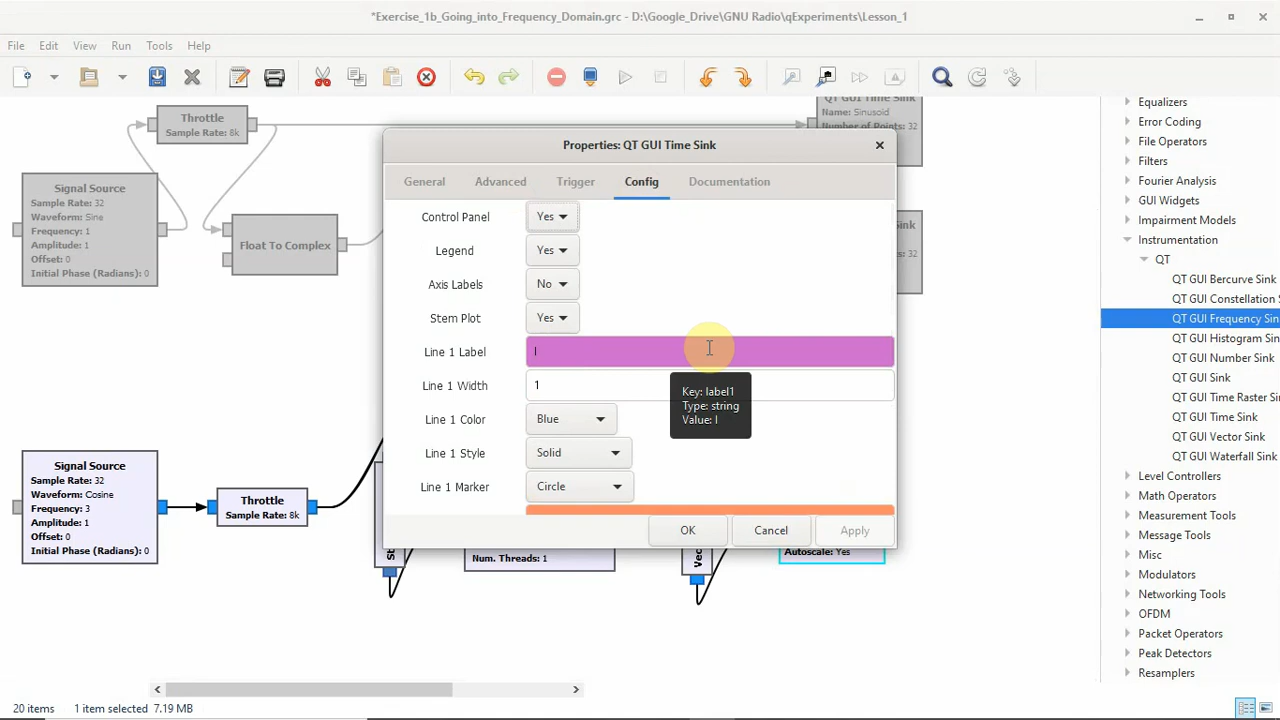 *Exercise_1b_Going_into_Frequency_Domain.grc - D:\Google_Drive\GNU Radio\qExperiments\Lesson_1
File Edit View Run Tools Help
Throttle
Sample Rate: 8k
QT GUI Time Sink
Name: Sinusoid
Number of Points: 32
Signal Source
Sample Rate: 32
Waveform: Sine
Frequency: 1
Amplitude: 1
Offset: 0
Initial Phase (Radians): 0
Float To Complex
Sink
32
Properties: QT GUI Time Sink
General Advanced Trigger Config Documentation
Control Panel Yes
Legend Yes
Axis Labels No
Stem Plot Yes
Line 1 Label I
Line 1 Width 1
Line 1 Color Blue
Line 1 Style Solid
Line 1 Marker Circle
Key: label1
Type: string
Value: I
OK Cancel Apply
Signal Source
Sample Rate: 32
Waveform: Cosine
Frequency: 3
Amplitude: 1
Offset: 0
Initial Phase (Radians): 0
Throttle
Sample Rate: 8k
St
Num. Threads: 1
Vec
Autoscale: Yes
Equalizers
Error Coding
File Operators
Filters
Fourier Analysis
GUI Widgets
Impairment Models
Instrumentation
QT
QT GUI Bercurve Sink
QT GUI Constellation S
QT GUI Frequency Sin
QT GUI Histogram Sin
QT GUI Number Sink
QT GUI Sink
QT GUI Time Raster Sin
QT GUI Time Sink
QT GUI Vector Sink
QT GUI Waterfall Sink
Level Controllers
Math Operators
Measurement Tools
Message Tools
Misc
Modulators
Networking Tools
OFDM
Packet Operators
Peak Detectors
Resamplers
20 items 1 item selected 7.19 MB